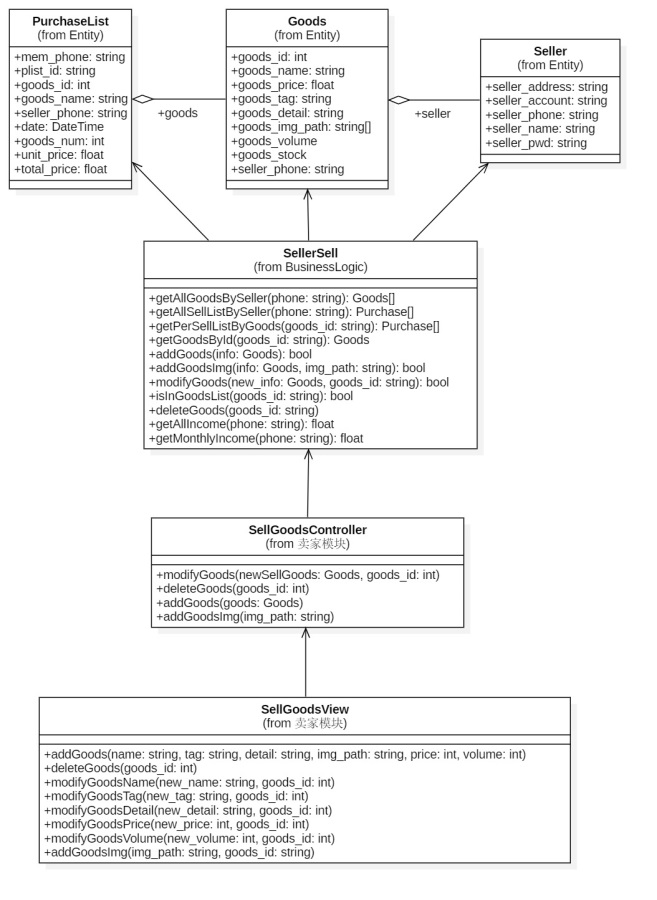 PurchaseList
(from Entity)
+mem_phone: string
+plist_id: string
+goods_id: int
+goods_name: string
+seller_phone: string
+date: DateTime
+goods_num: int
+unit_price: float
+total_price: float
+goods
Goods
(from Entity)
+goods_id: int
+goods_name: string
+goods_price: float
+goods_tag: string
+goods_detail: string
+goods_img_path: string[]
+goods_volume
+goods_stock
+seller_phone: string
+seller
Seller
(from Entity)
+seller_address: string
+seller_account: string
+seller_phone: string
+seller_name: string
+seller_pwd: string
SellerSell
(from BusinessLogic)
+getAllGoodsBySeller(phone: string): Goods[]
+getAllSellListBySeller(phone: string): Purchase[]
+getPerSellListByGoods(goods_id: string): Purchase[]
+getGoodsById(goods_id: string): Goods
+addGoods(info: Goods): bool
+addGoodsImg(info: Goods, img_path: string): bool
+modifyGoods(new_info: Goods, goods_id: string): bool
+isInGoodsList(goods_id: string): bool
+deleteGoods(goods_id: string)
+getAllIncome(phone: string): float
+getMonthlyIncome(phone: string): float
SellGoodsController
(from 卖家模块)
+modifyGoods(newSellGoods: Goods, goods_id: int)
+deleteGoods(goods_id: int)
+addGoods(goods: Goods)
+addGoodsImg(img_path: string)
SellGoodsView
(from 卖家模块)
+addGoods(name: string, tag: string, detail: string, img_path: string, price: int, volume: int)
+deleteGoods(goods_id: int)
+modifyGoodsName(new_name: string, goods_id: int)
+modifyGoodsTag(new_tag: string, goods_id: int)
+modifyGoodsDetail(new_detail: string, goods_id: int)
+modifyGoodsPrice(new_price: int, goods_id: int)
+modifyGoodsVolume(new_volume: int, goods_id: int)
+addGoodsImg(img_path: string, goods_id: string)